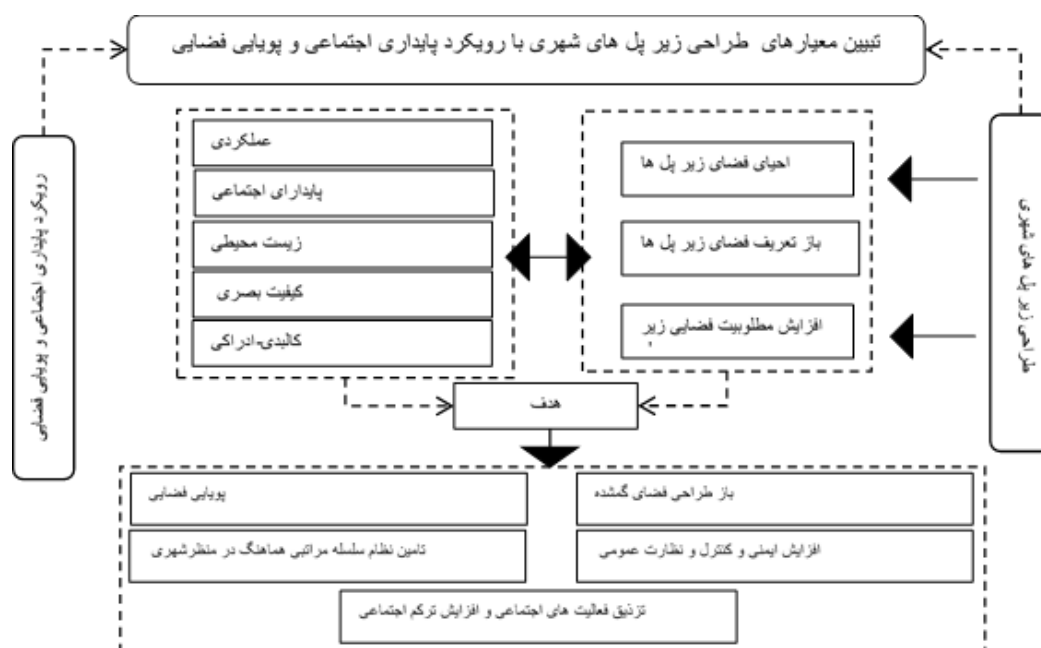 تبیین معیارهای طراحی زیر پل های شهری با رویکرد پایداری اجتماعی و پویایی فضایی
طراحی زیر پل های شهری
احیای فضای زیر پل ها
باز تعریف فضای زیر پل ها
افزایش مطلوبیت فضایی زیر
عملکردی
پایدارای اجتماعی
زیست محیطی
کیفیت بصری
کالبدی-ادراکی
رویکرد پایداری اجتماعی و پویایی فضایی
هدف
باز طراحی فضای گمشده
پویایی فضایی
افزایش ایمنی و کنترل و نظارت عمومی
تامین نظام سلسله مراتبی هماهنگ در منظرشهری
تزذیق فعالیت های اجتماعی و افزایش ترکم اجتماعی